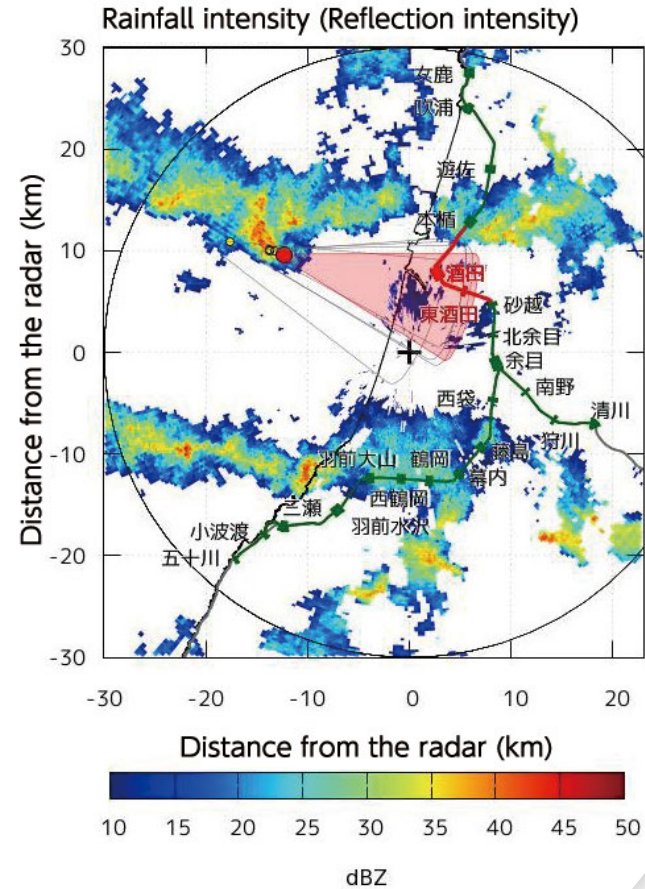 Rainfall intensity (Reflection intensity)
30
20
10
0
-10
-20
-30
Distance from the radar (km)
女鹿
吹浦
遊佐
本楯
酒田
東酒田
砂越
北余目
余目
南野
西袋
清川
狩川
藤島
羽前大山
鶴岡
幕内
西鶴岡
三瀬
羽前水沢
小波渡
五十川
-30 -20 -10 0 10 20
Distance from the radar (km)
10 15 20 25 30 35 40 45 50
dBZ